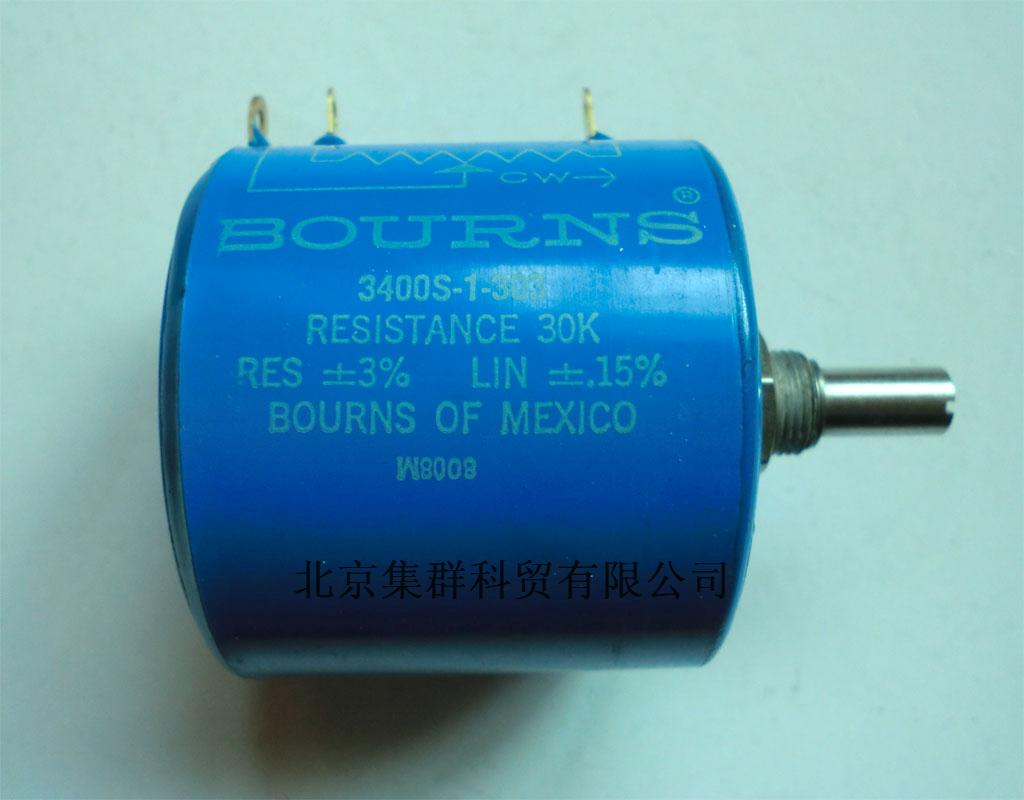 CW→
BOURNS®
3400S-1-303
RESISTANCE 30K
RES ±3% LIN ±.15%
BOURNS OF MEXICO
8008M
北京集群科贸有限公司